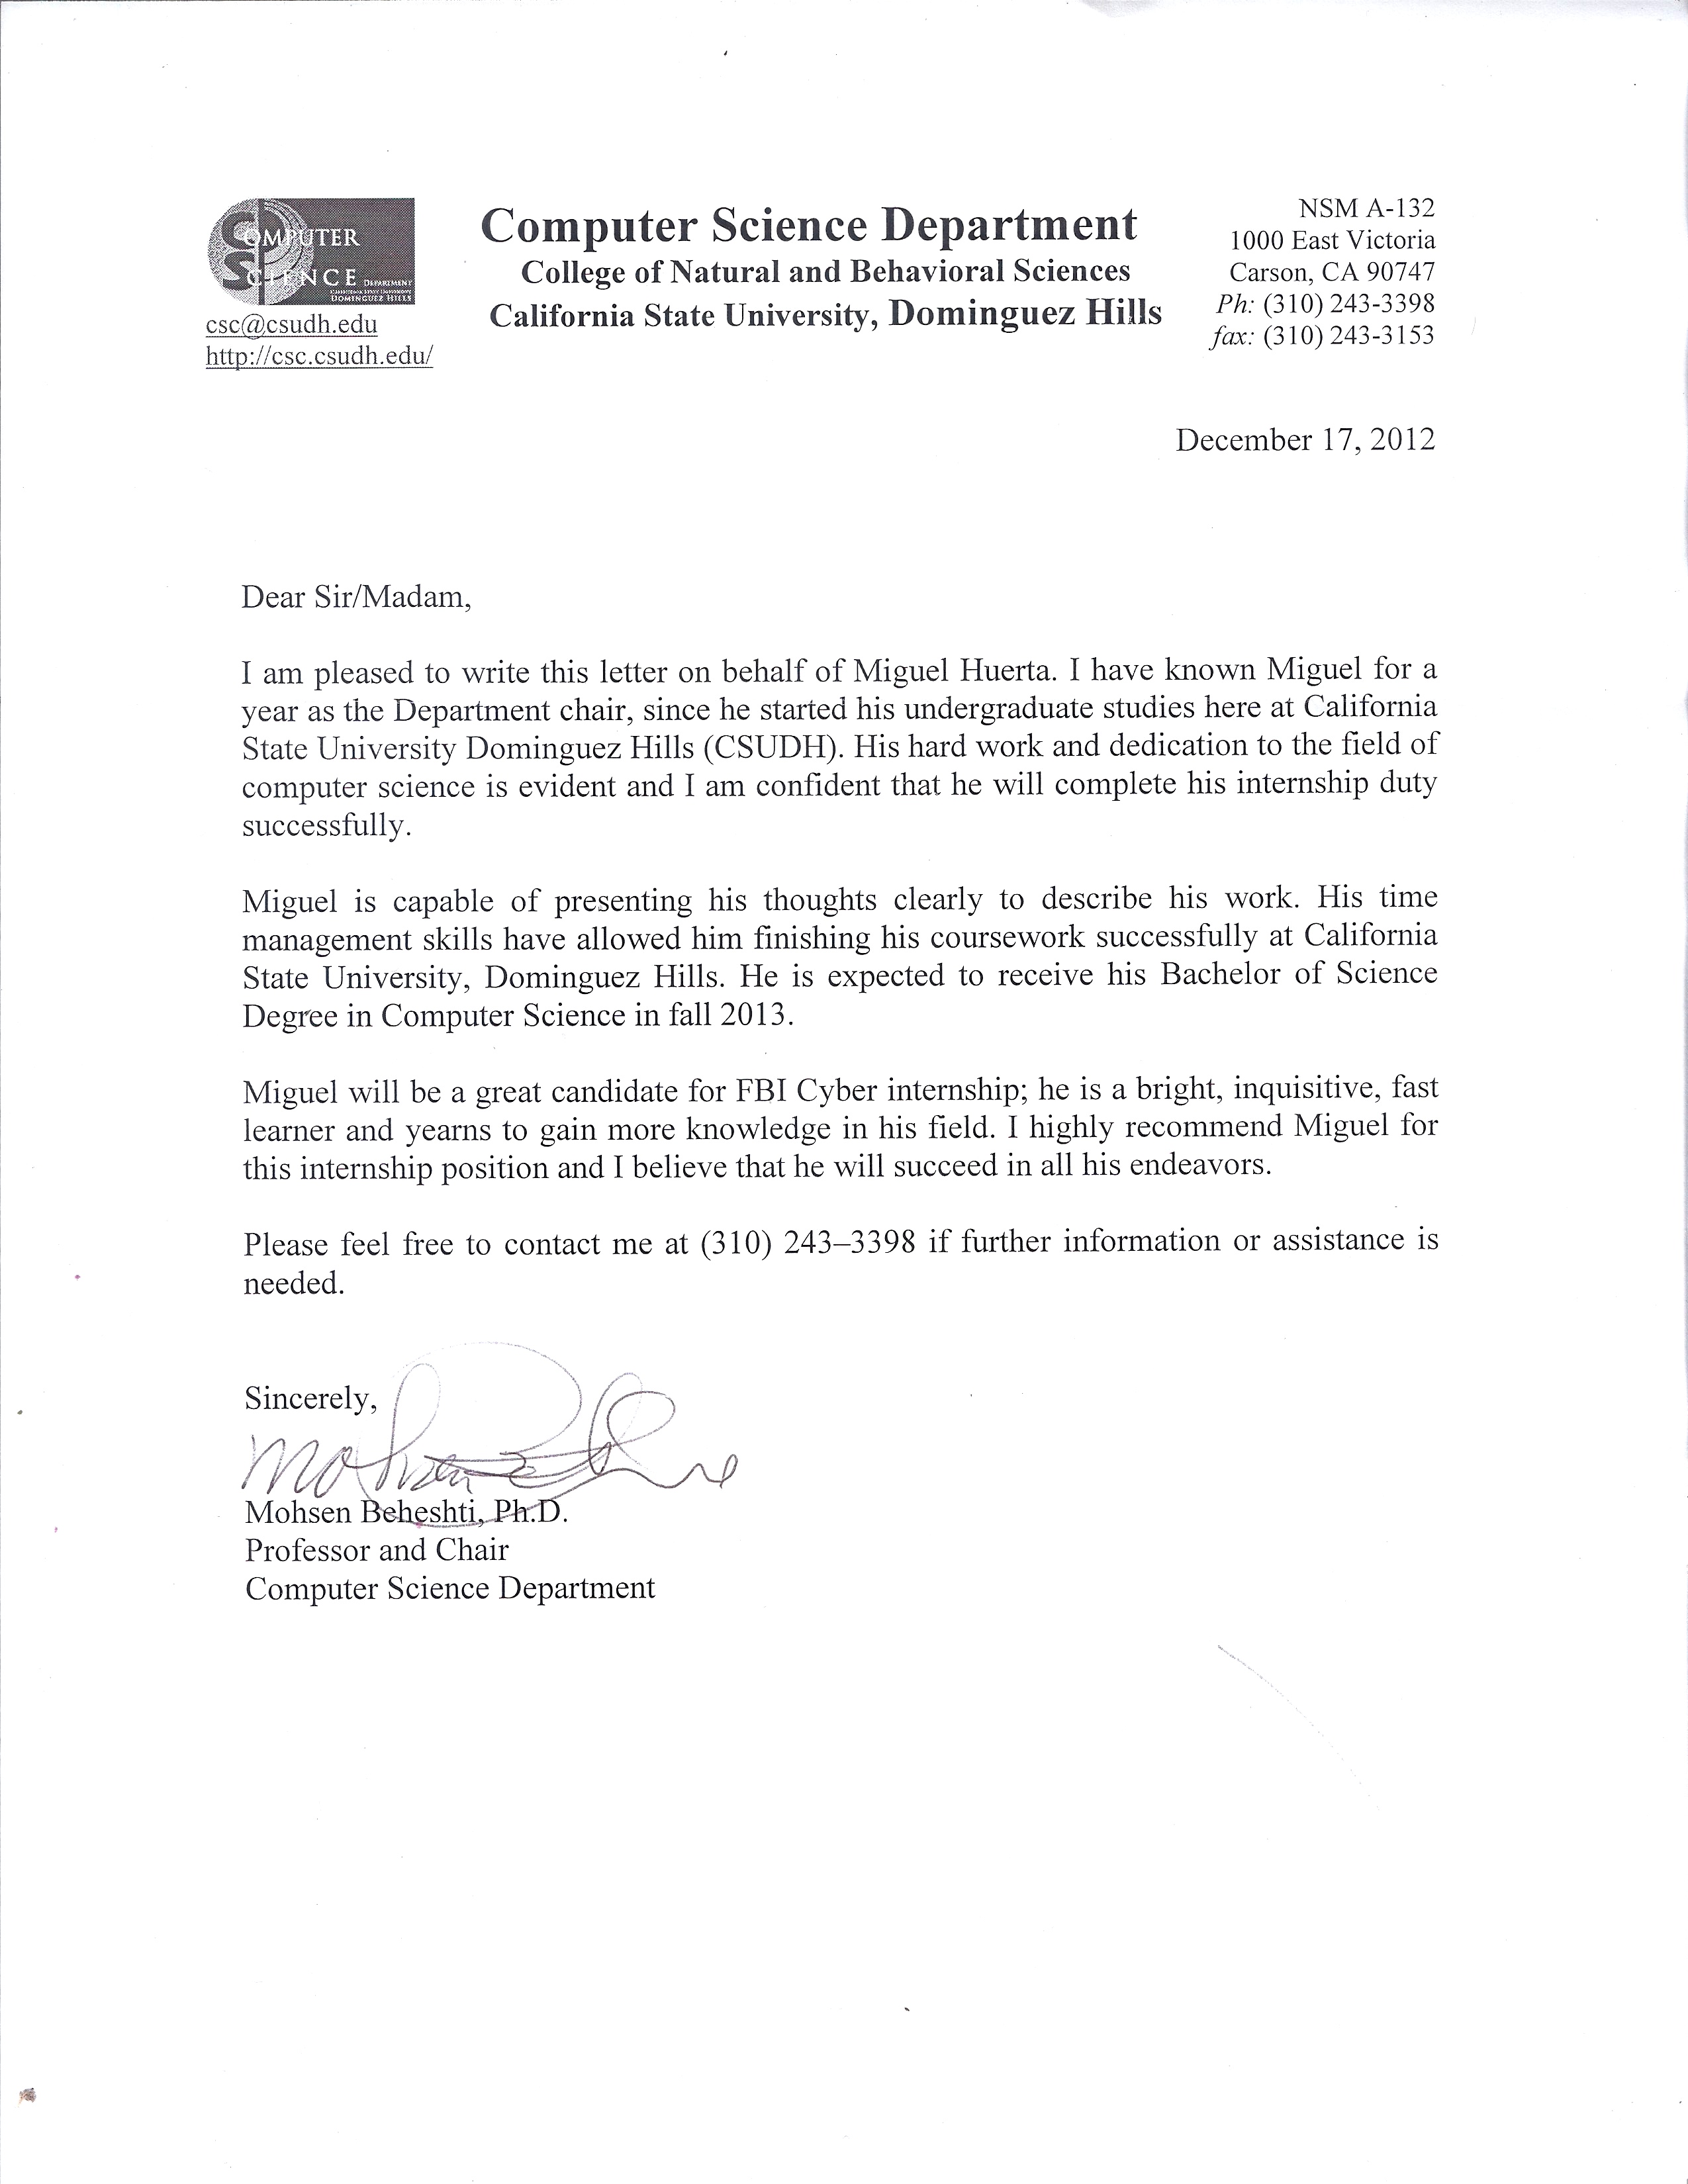 COMPUTER
SCIENCE DEPARTMENT
CALIFORNIA STATE UNIVERSITY
DOMINGUEZ HILLS
csc@csudh.edu
http://csc.csudh.edu/
Computer Science Department
College of Natural and Behavioral Sciences
California State University, Dominguez Hills
NSM A-132
1000 East Victoria
Carson, CA 90747
Ph: (310) 243-3398
fax: (310) 243-3153
December 17, 2012
Dear Sir/Madam,
I am pleased to write this letter on behalf of Miguel Huerta. I have known Miguel for a
year as the Department chair, since he started his undergraduate studies here at California
State University Dominguez Hills (CSUDH). His hard work and dedication to the field of
computer science is evident and I am confident that he will complete his internship duty
successfully.
Miguel is capable of presenting his thoughts clearly to describe his work. His time
management skills have allowed him finishing his coursework successfully at California
State University, Dominguez Hills. He is expected to receive his Bachelor of Science
Degree in Computer Science in fall 2013.
Miguel will be a great candidate for FBI Cyber internship; he is a bright, inquisitive, fast
learner and yearns to gain more knowledge in his field. I highly recommend Miguel for
this internship position and I believe that he will succeed in all his endeavors.
Please feel free to contact me at (310) 243–3398 if further information or assistance is
needed.
Sincerely,
Mohsen Beheshti, Ph.D.
Professor and Chair
Computer Science Department